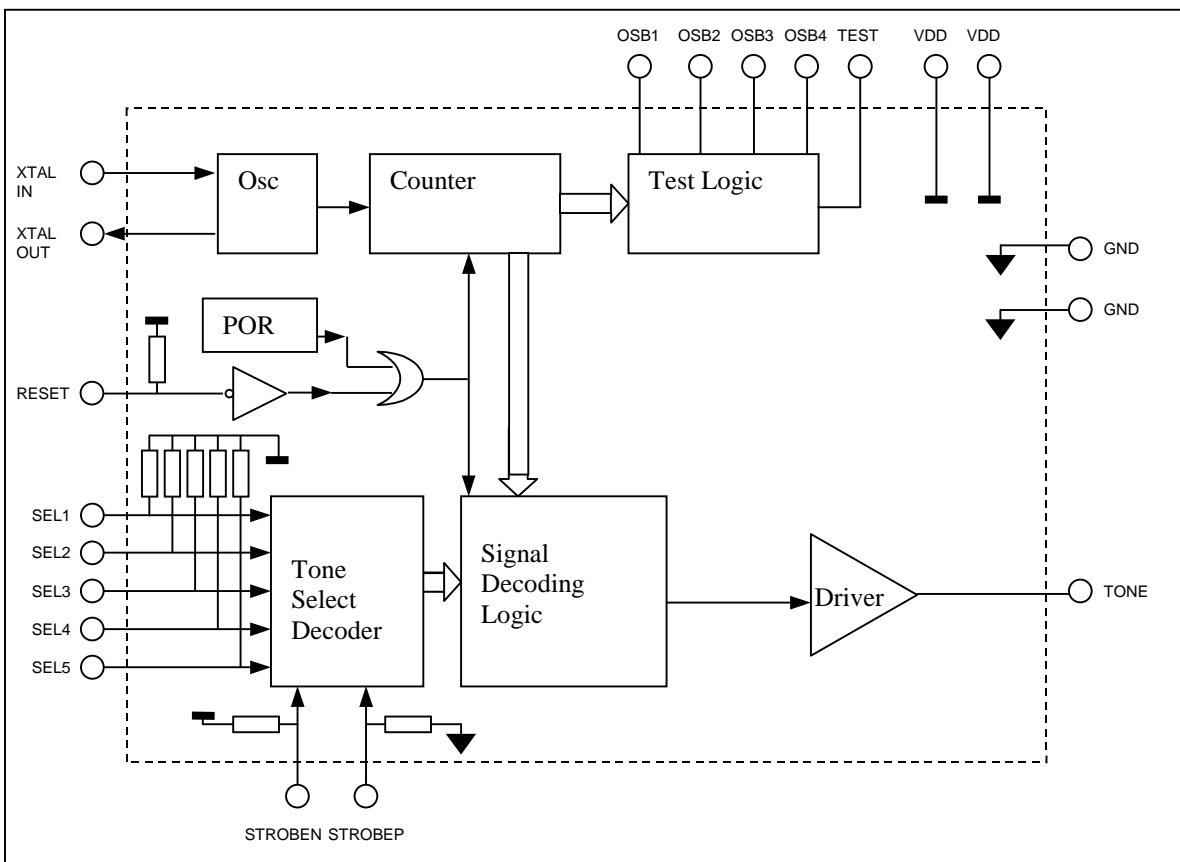 OSB1 OSB2 OSB3 OSB4 TEST VDD VDD
XTAL
IN
Osc
Counter
Test Logic
XTAL
OUT
GND
GND
POR
RESET
SEL1
SEL2
SEL3
SEL4
SEL5
Tone
Select
Decoder
Signal
Decoding
Logic
Driver
TONE
STROBEN STROBEP